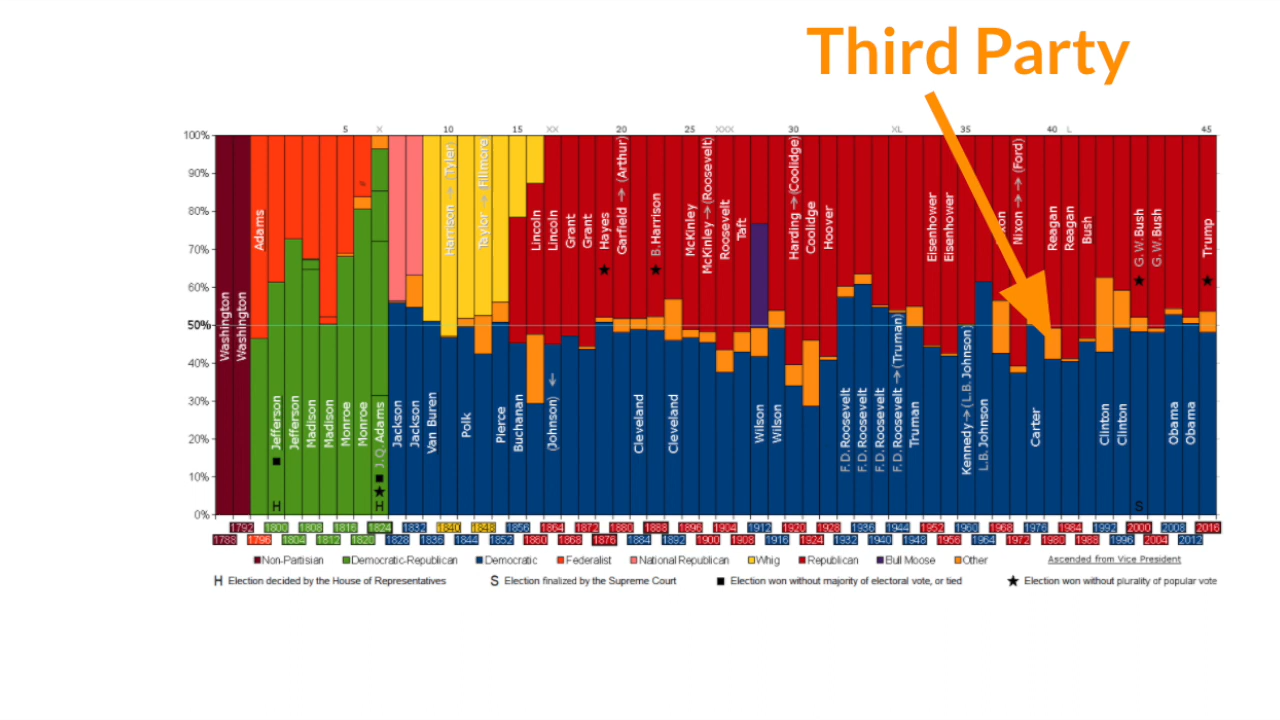 Third Party
5 X 10 15 XX 20 25 XXX 30 XL 35 40 L 45
100%
90%
80%
70%
60%
50%
40%
30%
20%
10%
0%
Washington
Washington
Adams
Jefferson
Jefferson
Madison
Madison
Monroe
Monroe
J.Q. Adams
Jackson
Jackson
Van Buren
Harrison → (Tyler
Polk
Taylor → (Fillmore
Pierce
Buchanan
Lincoln
Lincoln
(Johnson) ←
Grant
Grant
Hayes
Garfield → (Arthur)
Cleveland
B.Harrison
Cleveland
McKinley
McKinley → (Roosevelt)
Roosevelt
Taft
Wilson
Wilson
Harding → (Coolidge)
Coolidge
Hoover
F.D.Roosevelt
F.D.Roosevelt
F.D.Roosevelt
F.D.Roosevelt → (Truman)
Truman
Eisenhower
Eisenhower
Kennedy → (L.B.Johnson)
L.B.Johnson
Nixon → (Ford)
Carter
Reagan
Reagan
Bush
Clinton
Clinton
G.W.Bush
G.W.Bush
Obama
Obama
Trump
H H S
1792 1800 1808 1816 1824 1832 1840 1848 1856 1864 1872 1880 1888 1896 1904 1912 1920 1928 1936 1944 1952 1960 1968 1976 1984 1992 2000 2008 2016
1788 1796 1804 1812 1820 1828 1836 1844 1852 1860 1868 1876 1884 1892 1900 1908 1916 1924 1932 1940 1948 1956 1964 1972 1980 1988 1996 2004 2012
Non-Partisian Democratic-Republican Democratic Federalist National Republican Whig Republican Bull Moose Other Ascended from Vice President
H Election decided by the House of Representatives S Election finalized by the Supreme Court ■ Election won without majority of electoral vote, or tied ★ Election won without plurality of popular vote